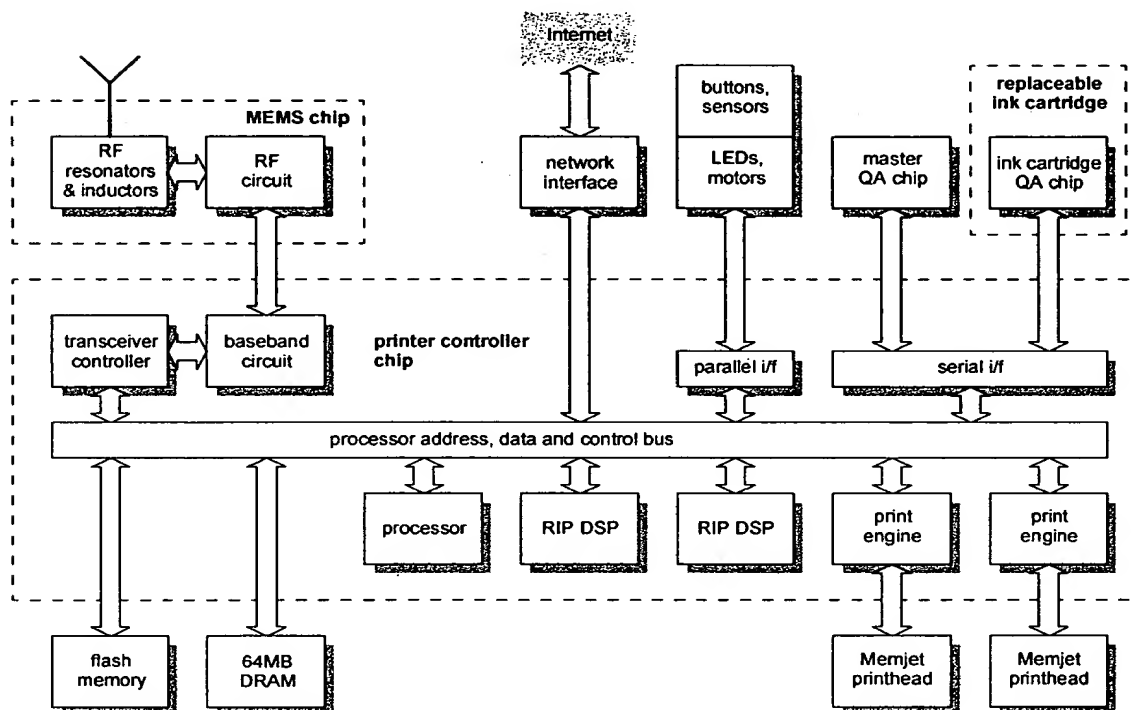 Internet
MEMS chip
RF
resonators
& inductors
RF
circuit
network
interface
buttons,
sensors
LEDs,
motors
master
QA chip
replaceable
ink cartridge
ink cartridge
QA chip
transceiver
controller
baseband
circuit
printer controller
chip
parallel i/f
serial i/f
processor address, data and control bus
processor
RIP DSP
RIP DSP
print
engine
print
engine
flash
memory
64MB
DRAM
Memjet
printhead
Memjet
printhead